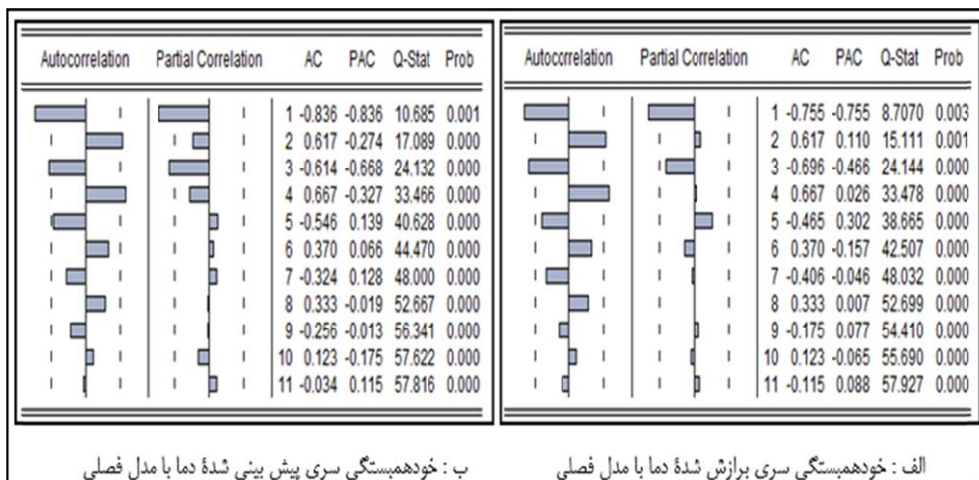 Autocorrelation Partial Correlation AC PAC Q-Stat Prob
1 -0.836 -0.836 10.685 0.001
2 0.617 -0.274 17.089 0.000
3 -0.614 -0.668 24.132 0.000
4 0.667 -0.327 33.466 0.000
5 -0.546 0.139 40.628 0.000
6 0.370 0.066 44.470 0.000
7 -0.324 0.128 48.000 0.000
8 0.333 -0.019 52.667 0.000
9 -0.256 -0.013 56.341 0.000
10 0.123 -0.175 57.622 0.000
11 -0.034 0.115 57.816 0.000
ب : خودهمبستگی سری پیش بینی شدهٔ دما با مدل فصلی
Autocorrelation Partial Correlation AC PAC Q-Stat Prob
1 -0.755 -0.755 8.7070 0.003
2 0.617 0.110 15.111 0.001
3 -0.696 -0.466 24.144 0.000
4 0.667 0.026 33.478 0.000
5 -0.465 0.302 38.665 0.000
6 0.370 -0.157 42.507 0.000
7 -0.406 -0.046 48.032 0.000
8 0.333 0.007 52.699 0.000
9 -0.175 0.077 54.410 0.000
10 0.123 -0.065 55.690 0.000
11 -0.115 0.088 57.927 0.000
الف : خودهمبستگی سری برازش شدهٔ دما با مدل فصلی